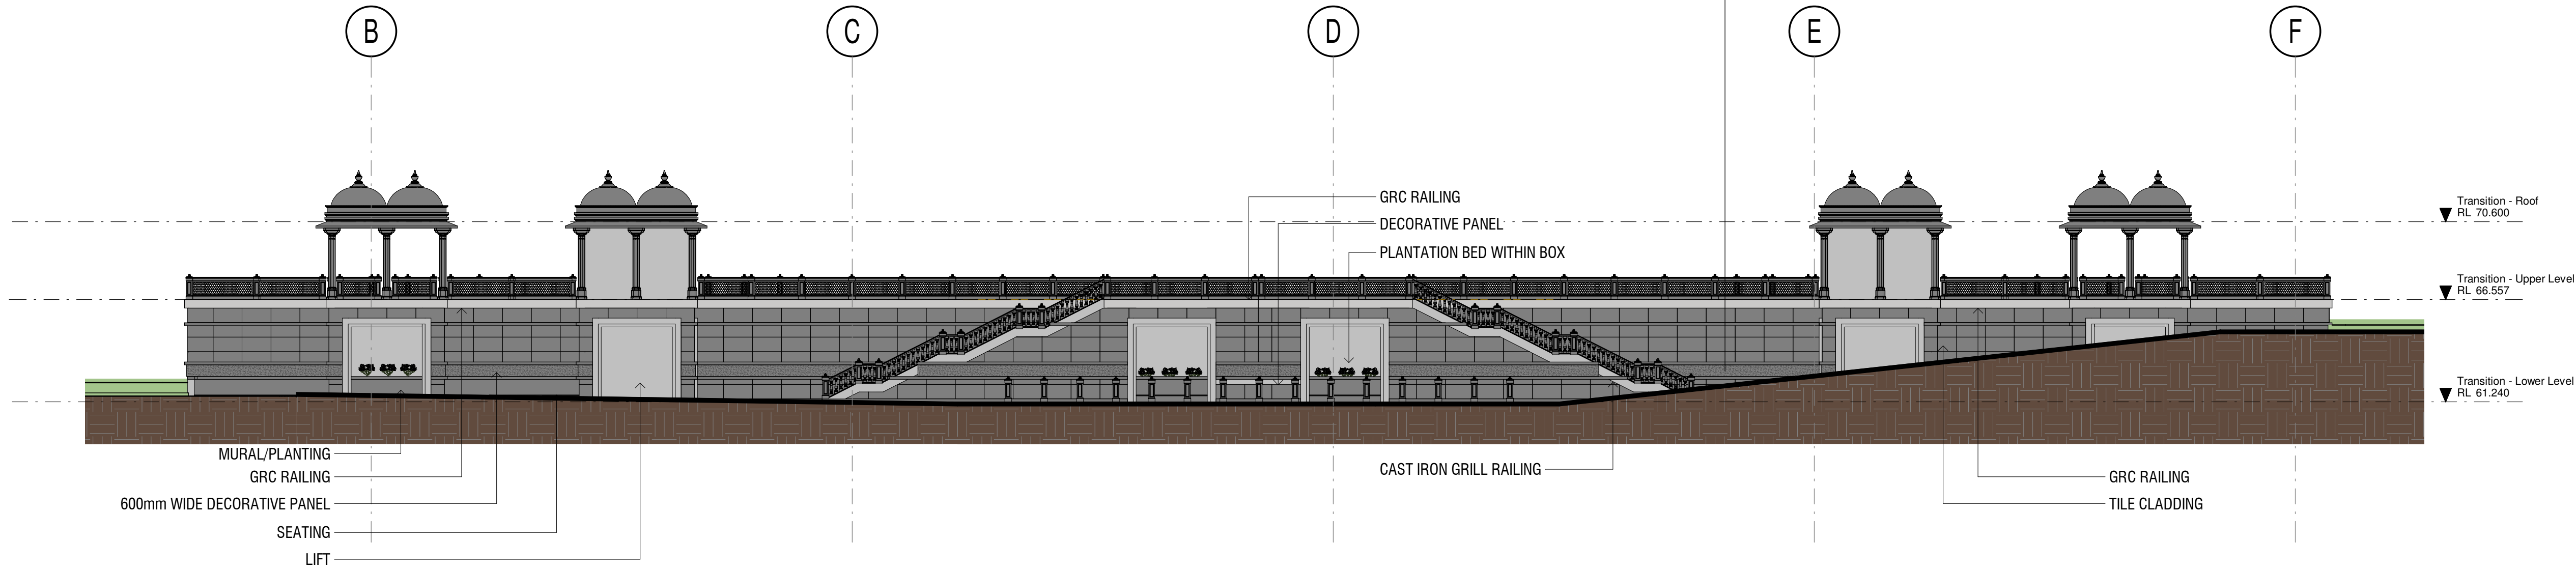 B
C
D
E
F
GRC RAILING
DECORATIVE PANEL
PLANTATION BED WITHIN BOX
Transition - Roof
RL 70.600
Transition - Upper Level
RL 66.557
Transition - Lower Level
RL 61.240
MURAL/PLANTING
GRC RAILING
600mm WIDE DECORATIVE PANEL
SEATING
LIFT
CAST IRON GRILL RAILING
GRC RAILING
TILE CLADDING